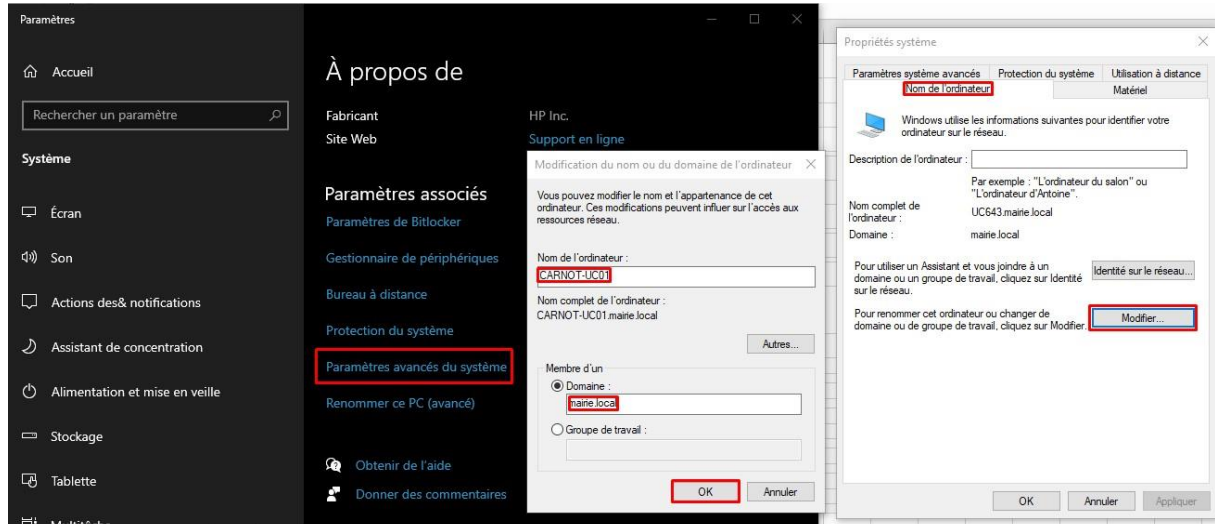 Paramètres
Accueil
Rechercher un paramètre
Système
Écran
Son
Actions des& notifications
Assistant de concentration
Alimentation et mise en veille
Stockage
Tablette
À propos de
Fabricant
HP Inc.
Site Web
Support en ligne
Paramètres associés
Paramètres de Bitlocker
Gestionnaire de périphériques
Bureau à distance
Protection du système
Paramètres avancés du système
Renommer ce PC (avancé)
Obtenir de l'aide
Donner des commentaires
Modification du nom ou du domaine de l'ordinateur
Vous pouvez modifier le nom et l'appartenance de cet
ordinateur. Ces modifications peuvent influer sur l'accès aux
ressources réseau.
Nom de l'ordinateur :
CARNOT-UC01
Nom complet de l'ordinateur :
CARNOT-UC01.mairie.local
Autres...
Membre d'un
Domaine :
mairie.local
Groupe de travail :
OK
Annuler
Propriétés système
Paramètres système avancés
Protection du système
Utilisation à distance
Nom de l'ordinateur
Matériel
Windows utilise les informations suivantes pour identifier votre
ordinateur sur le réseau.
Description de l'ordinateur :
Par exemple : "L'ordinateur du salon" ou
"L'ordinateur d'Antoine".
Nom complet de
l'ordinateur :
UC643.mairie.local
Domaine :
mairie.local
Pour utiliser un Assistant et vous joindre à un
domaine ou un groupe de travail, cliquez sur Identité
sur le réseau.
Identité sur le réseau...
Pour renommer cet ordinateur ou changer de
domaine ou de groupe de travail, cliquez sur Modifier.
Modifier...
OK
Annuler
Appliquer